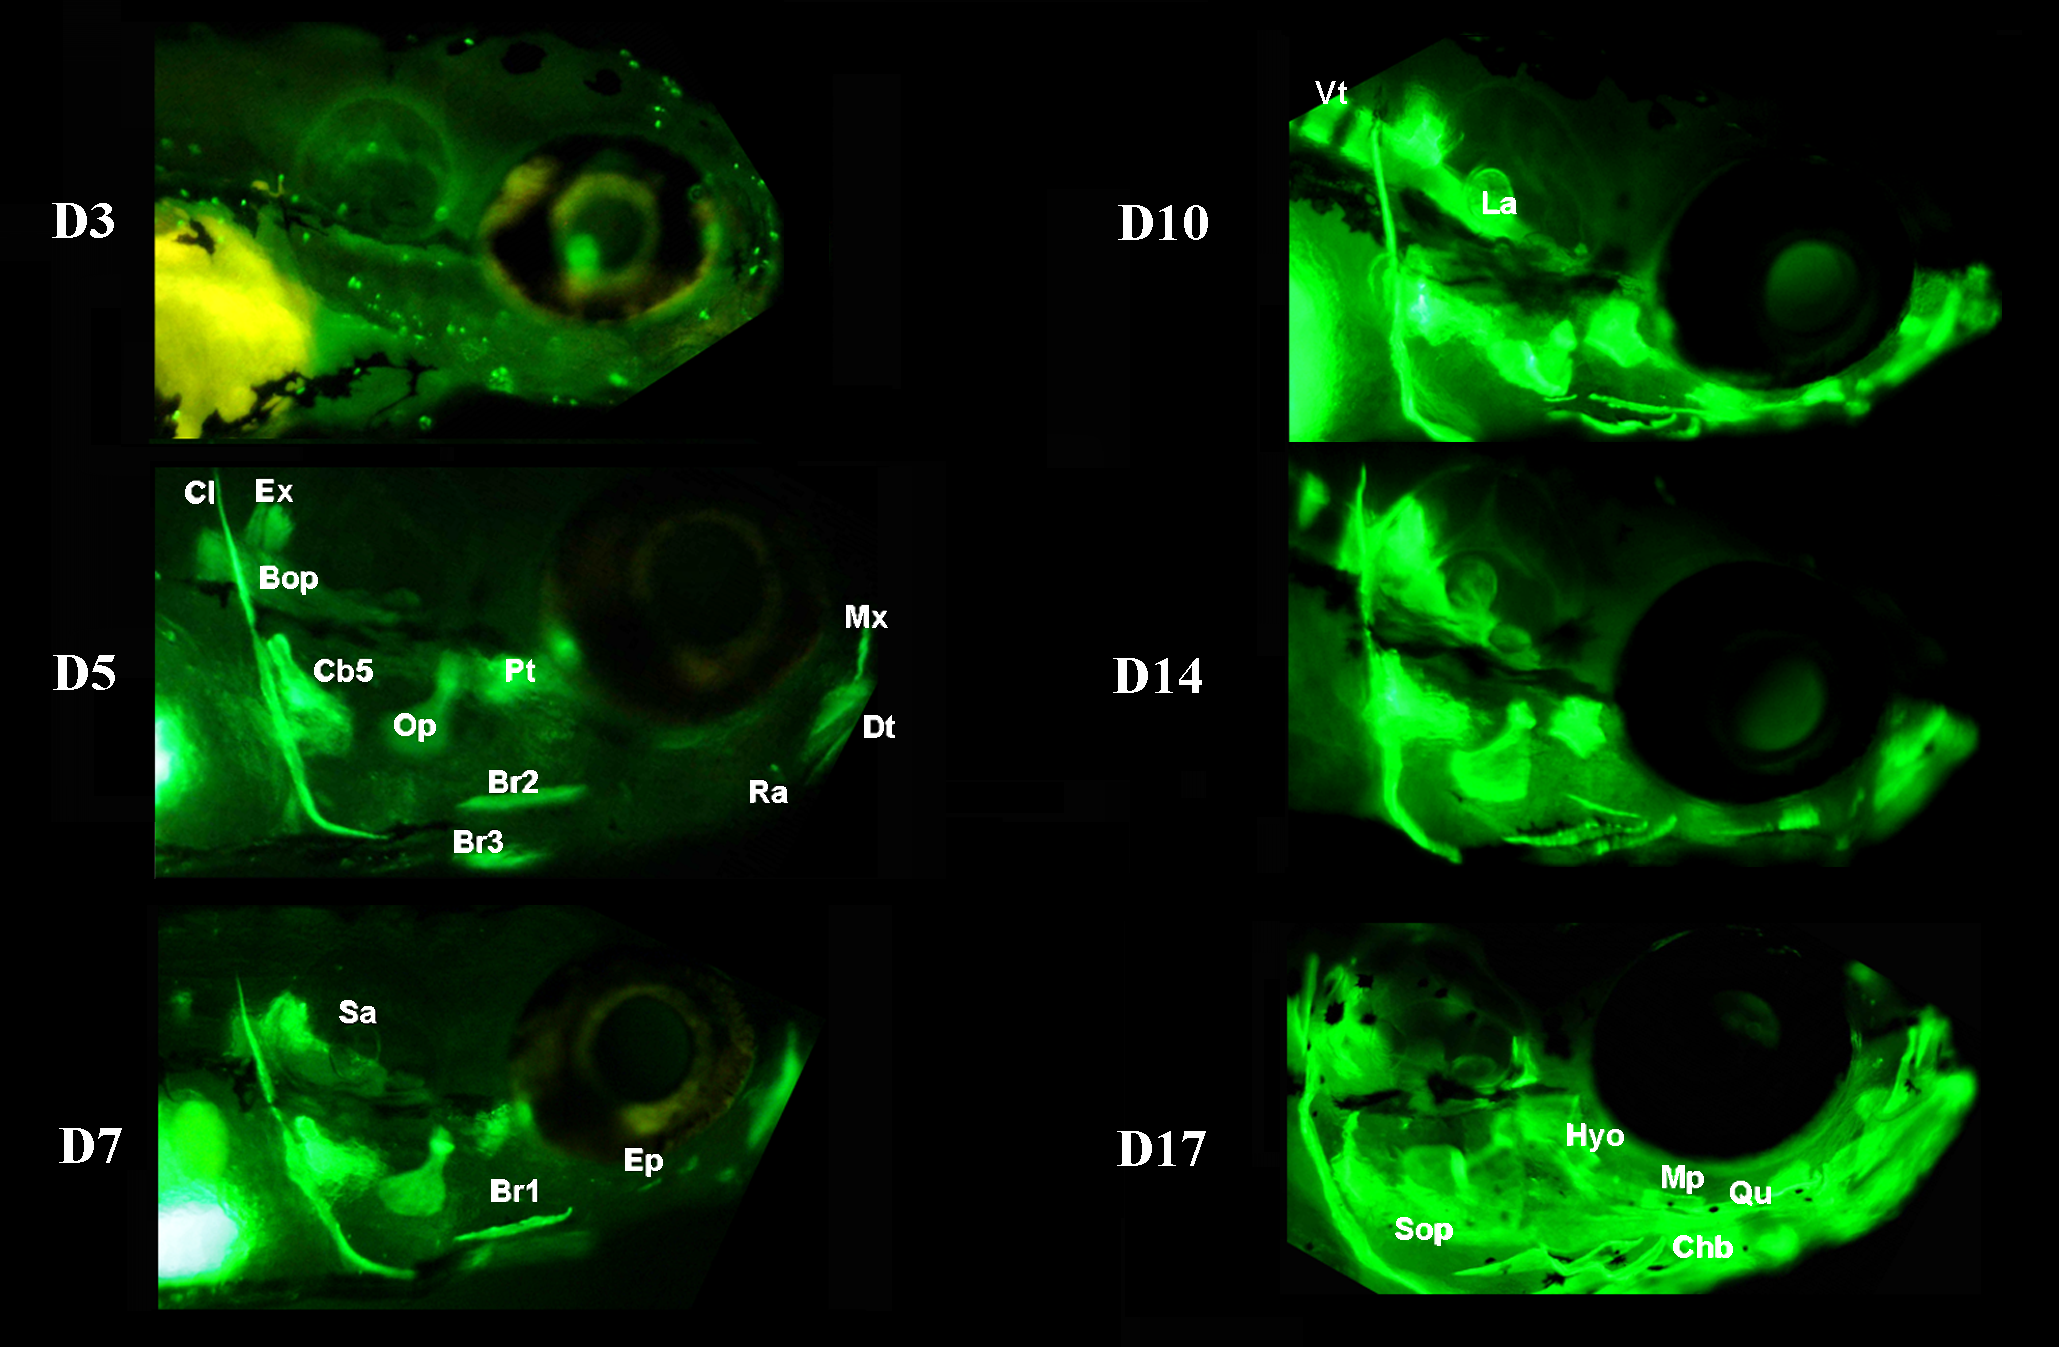 D3
D5
Cl
Ex
Bop
Cb5
Op
Pt
Mx
Dt
Br2
Ra
Br3
D7
Sa
Ep
Br1
D10
Vt
La
D14
D17
Hyo
Mp
Qu
Sop
Chb